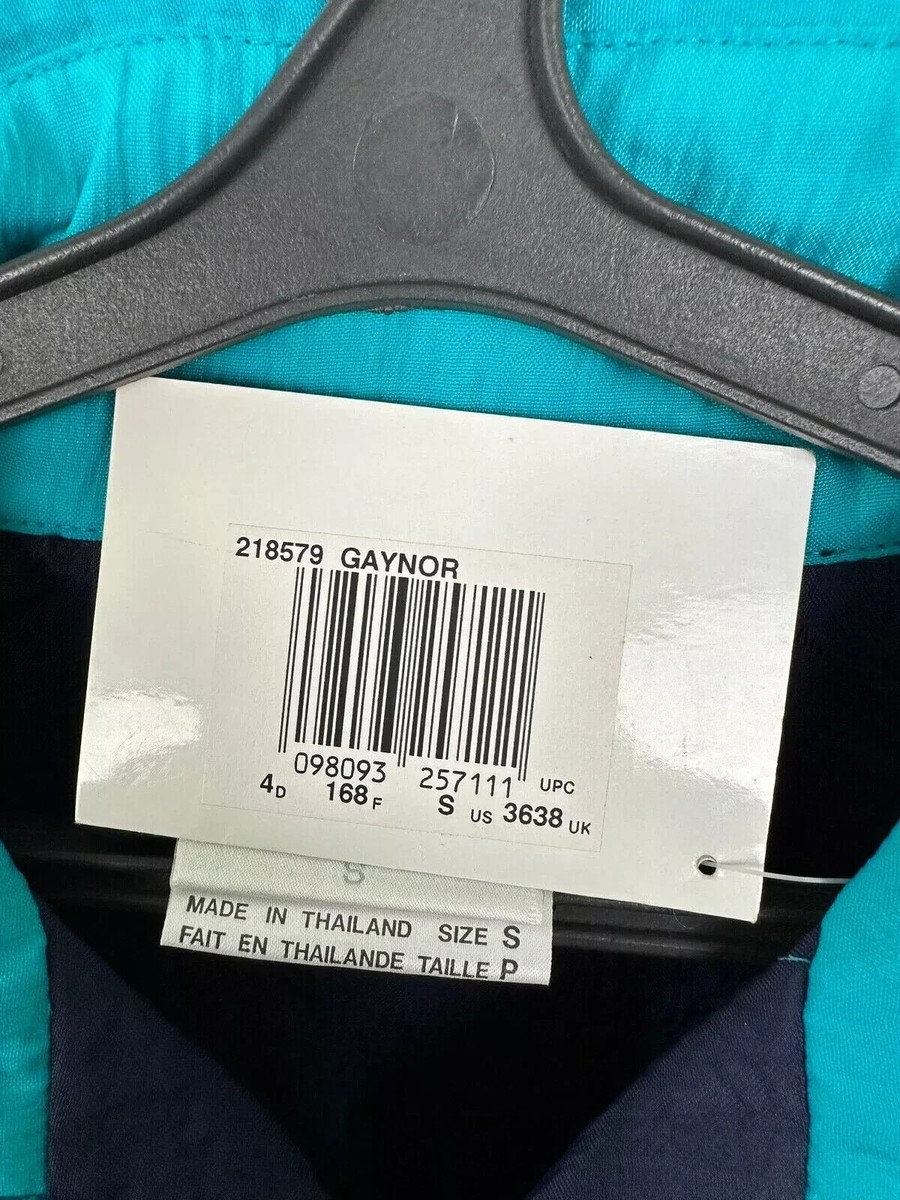 218579 GAYNOR
098093 257111 UPC
4D 168F S US 3638 UK
S
MADE IN THAILAND SIZE S
FAIT EN THAILANDE TAILLE P